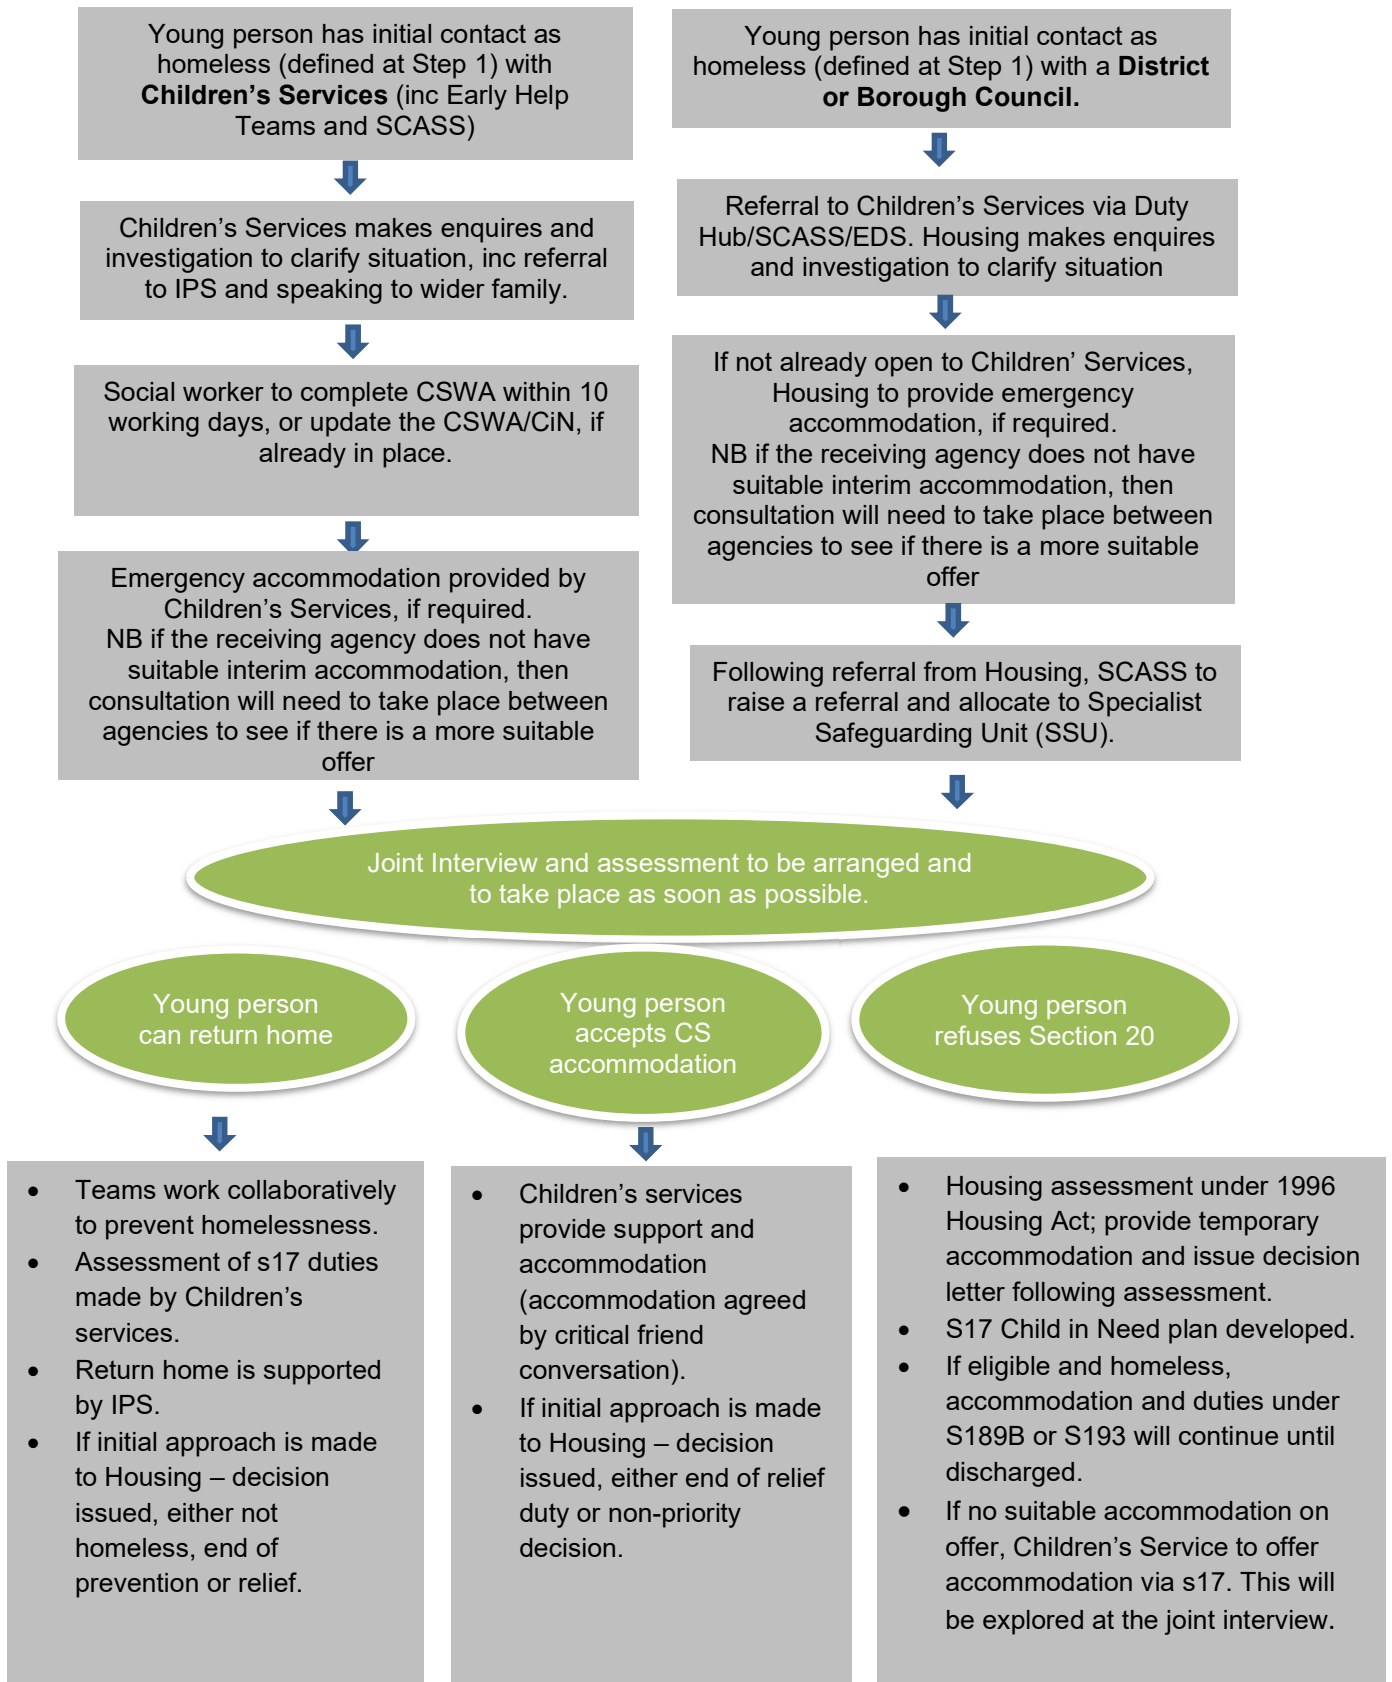 Young person has initial contact as
homeless (defined at Step 1) with
Children’s Services (inc Early Help
Teams and SCASS)
Children’s Services makes enquires and
investigation to clarify situation, inc referral
to IPS and speaking to wider family.
Social worker to complete CSWA within 10
working days, or update the CSWA/CiN, if
already in place.
Emergency accommodation provided by
Children’s Services, if required.
NB if the receiving agency does not have
suitable interim accommodation, then
consultation will need to take place between
agencies to see if there is a more suitable
offer
Young person has initial contact as
homeless (defined at Step 1) with a District
or Borough Council.
Referral to Children’s Services via Duty
Hub/SCASS/EDS. Housing makes enquires
and investigation to clarify situation
If not already open to Children’ Services,
Housing to provide emergency
accommodation, if required.
NB if the receiving agency does not have
suitable interim accommodation, then
consultation will need to take place between
agencies to see if there is a more suitable
offer
Following referral from Housing, SCASS to
raise a referral and allocate to Specialist
Safeguarding Unit (SSU).
Joint Interview and assessment to be arranged and
to take place as soon as possible.
Young person
can return home
Young person
accepts CS
accommodation
Young person
refuses Section 20
• Teams work collaboratively
to prevent homelessness.
• Assessment of s17 duties
made by Children’s
services.
• Return home is supported
by IPS.
• If initial approach is made
to Housing – decision
issued, either not
homeless, end of
prevention or relief.
• Children’s services
provide support and
accommodation
(accommodation agreed
by critical friend
conversation).
• If initial approach is made
to Housing – decision
issued, either end of relief
duty or non-priority
decision.
• Housing assessment under 1996
Housing Act; provide temporary
accommodation and issue decision
letter following assessment.
• S17 Child in Need plan developed.
• If eligible and homeless,
accommodation and duties under
S189B or S193 will continue until
discharged.
• If no suitable accommodation on
offer, Children’s Service to offer
accommodation via s17. This will
be explored at the joint interview.